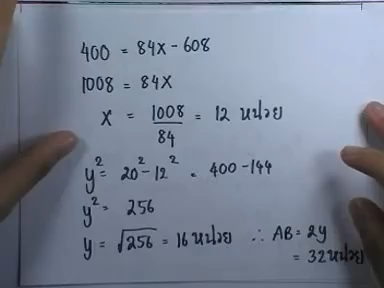 400 = 84x - 608
1008 = 84x
x = 1008/84 = 12 หน่วย
y² = 20² - 12² = 400 - 144
y² = 256
y = √256 = 16 หน่วย ∴ AB = 2y
= 32 หน่วย